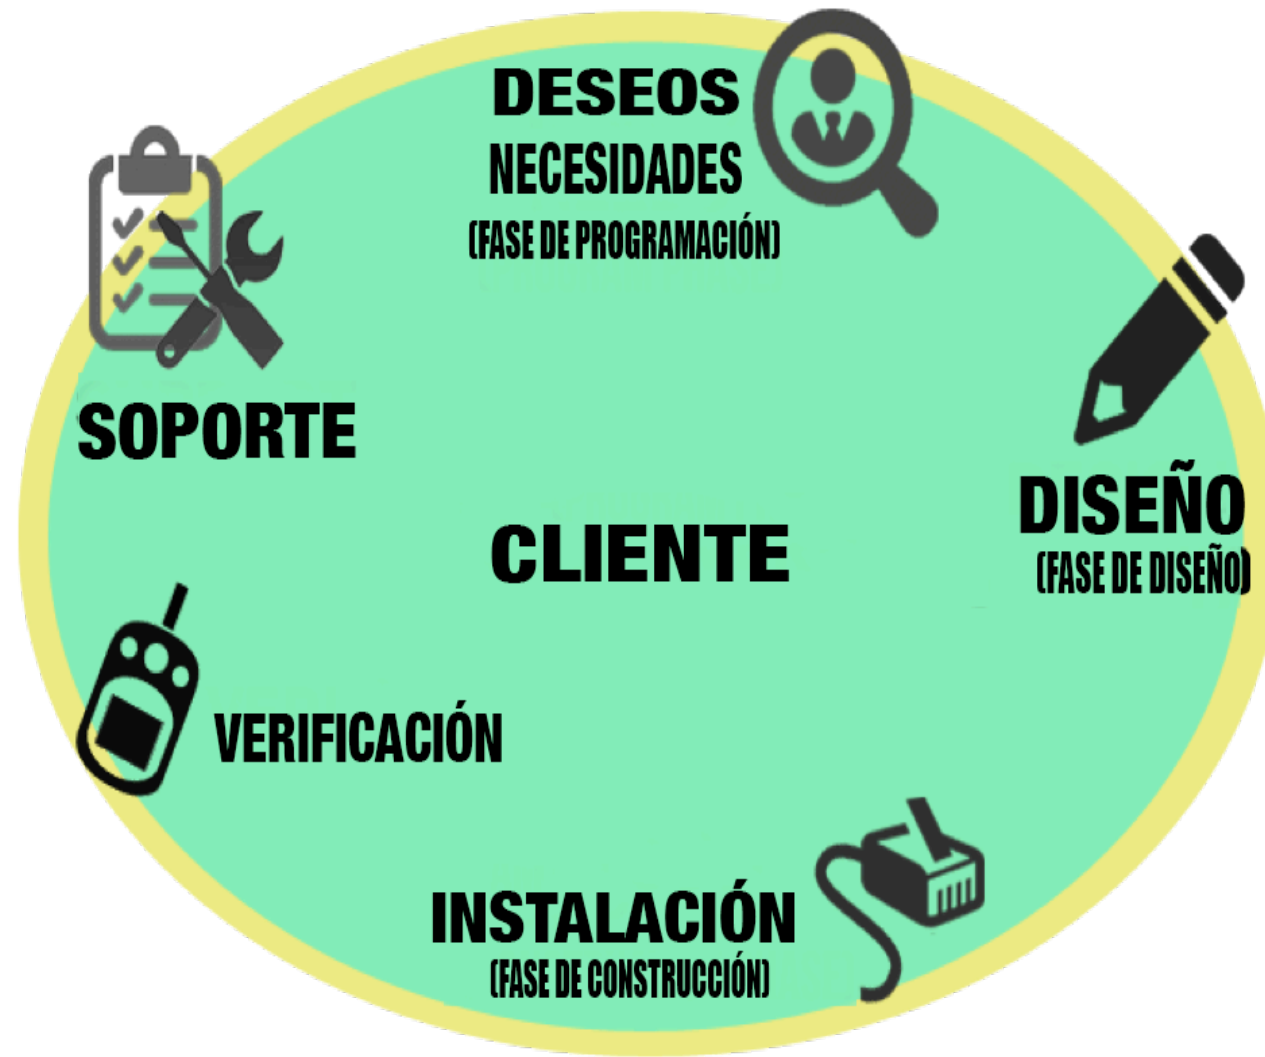 DESEOS
NECESIDADES
(FASE DE PROGRAMACIÓN)
SOPORTE
DISEÑO
(FASE DE DISEÑO)
CLIENTE
VERIFICACIÓN
INSTALACIÓN
(FASE DE CONSTRUCCIÓN)